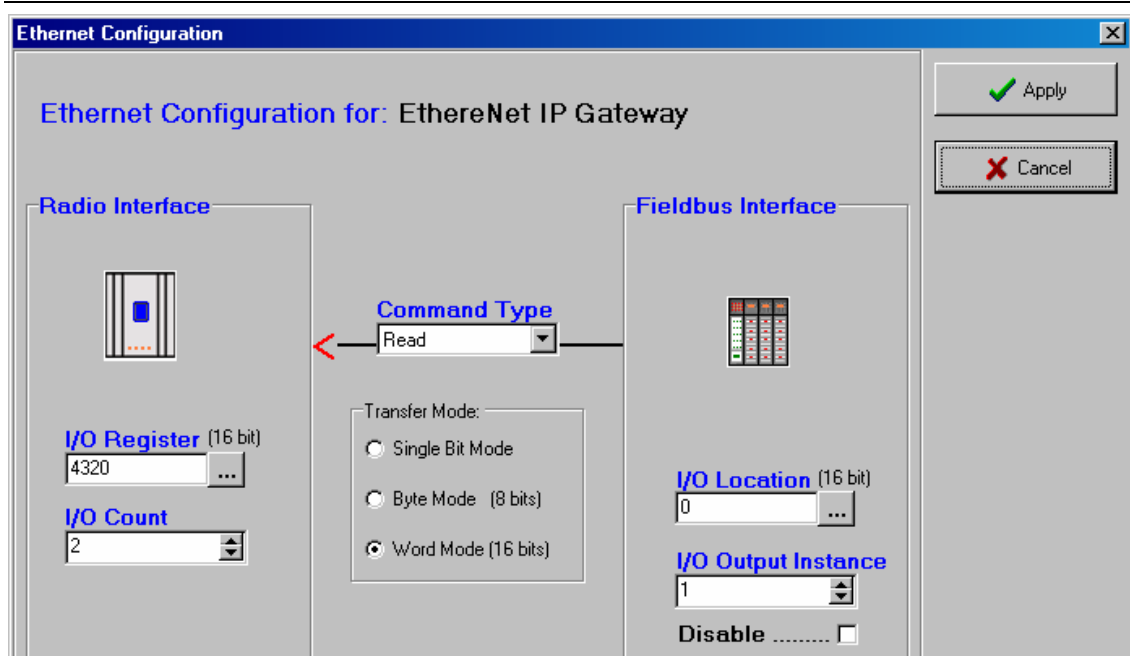 Ethernet Configuration
Apply
Ethernet Configuration for: EthereNet IP Gateway
Cancel
Radio Interface
Fieldbus Interface
Command Type
Read
Transfer Mode:
I/O Register (16 bit)
Single Bit Mode
4320 ...
I/O Location (16 bit)
Byte Mode (8 bits)
0 ...
I/O Count
2
Word Mode (16 bits)
I/O Output Instance
1
Disable .........